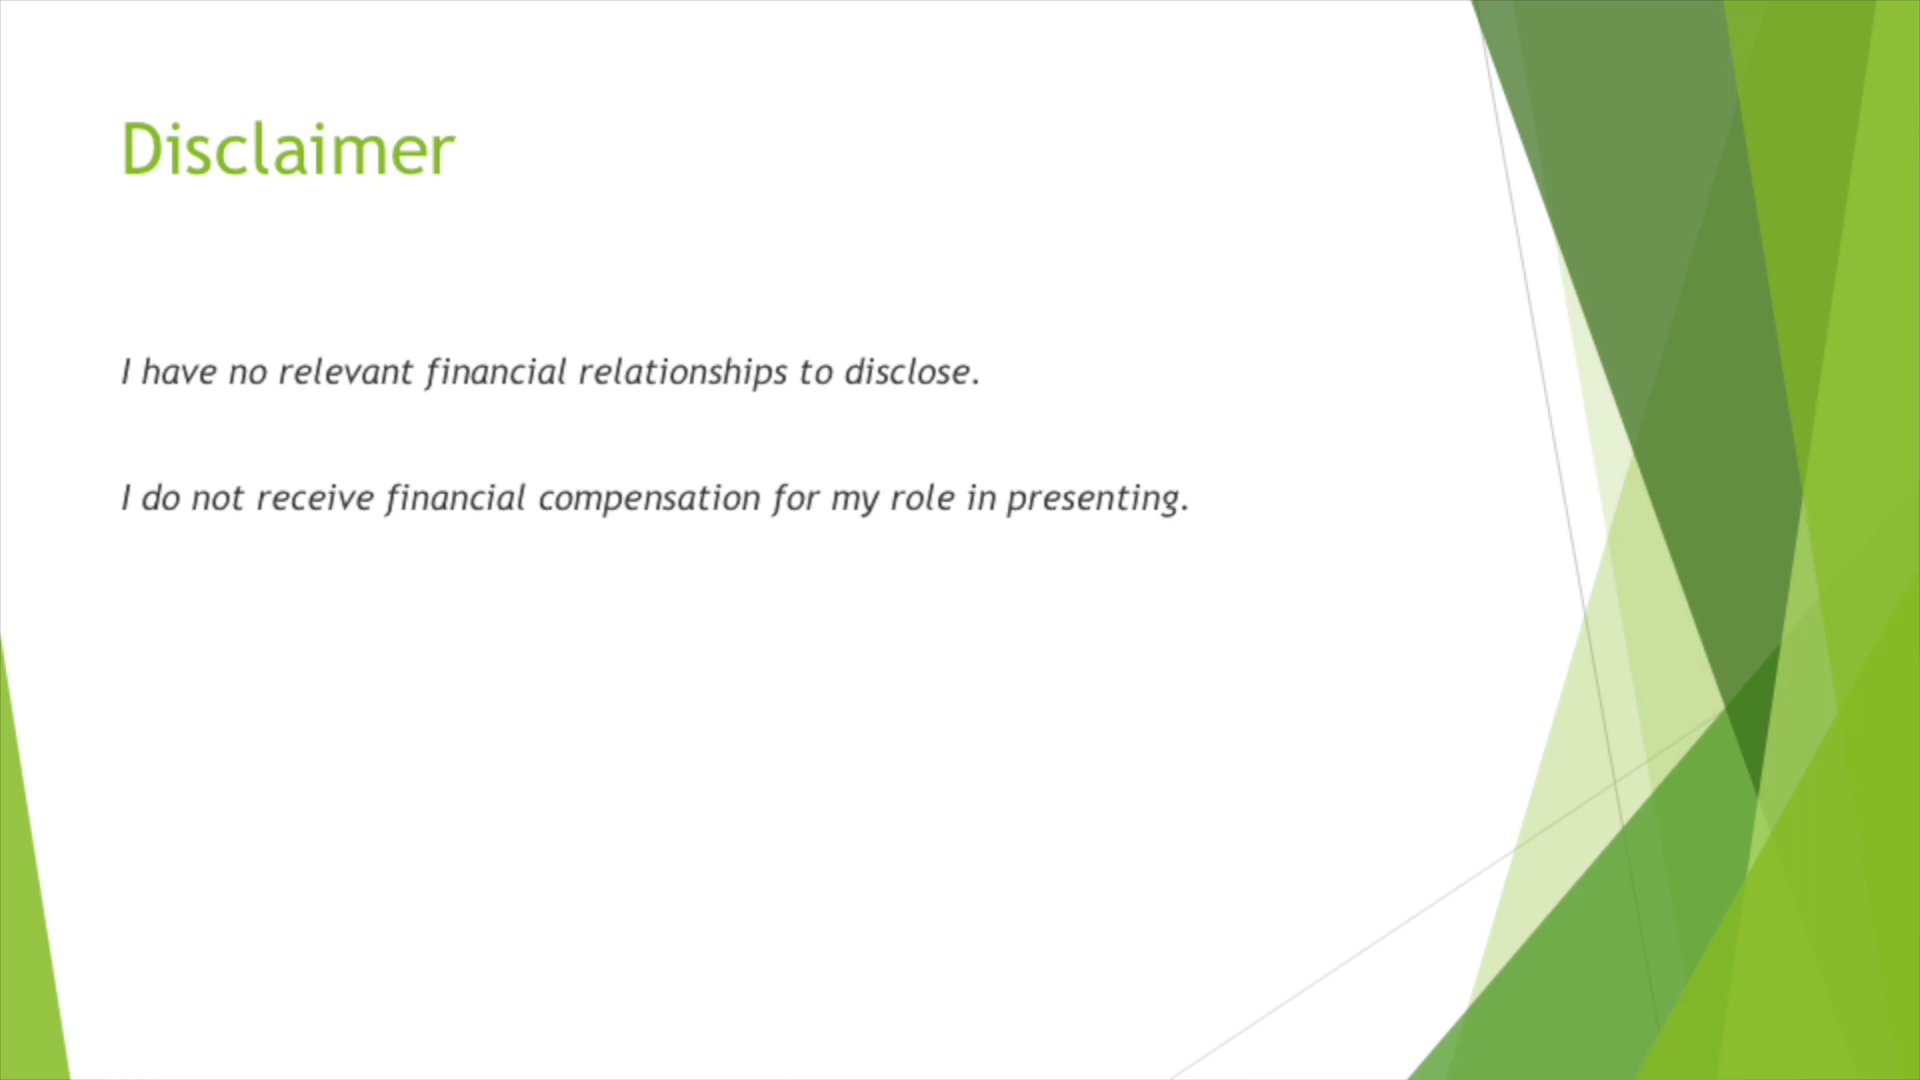 Disclaimer
I have no relevant financial relationships to disclose.
I do not receive financial compensation for my role in presenting.